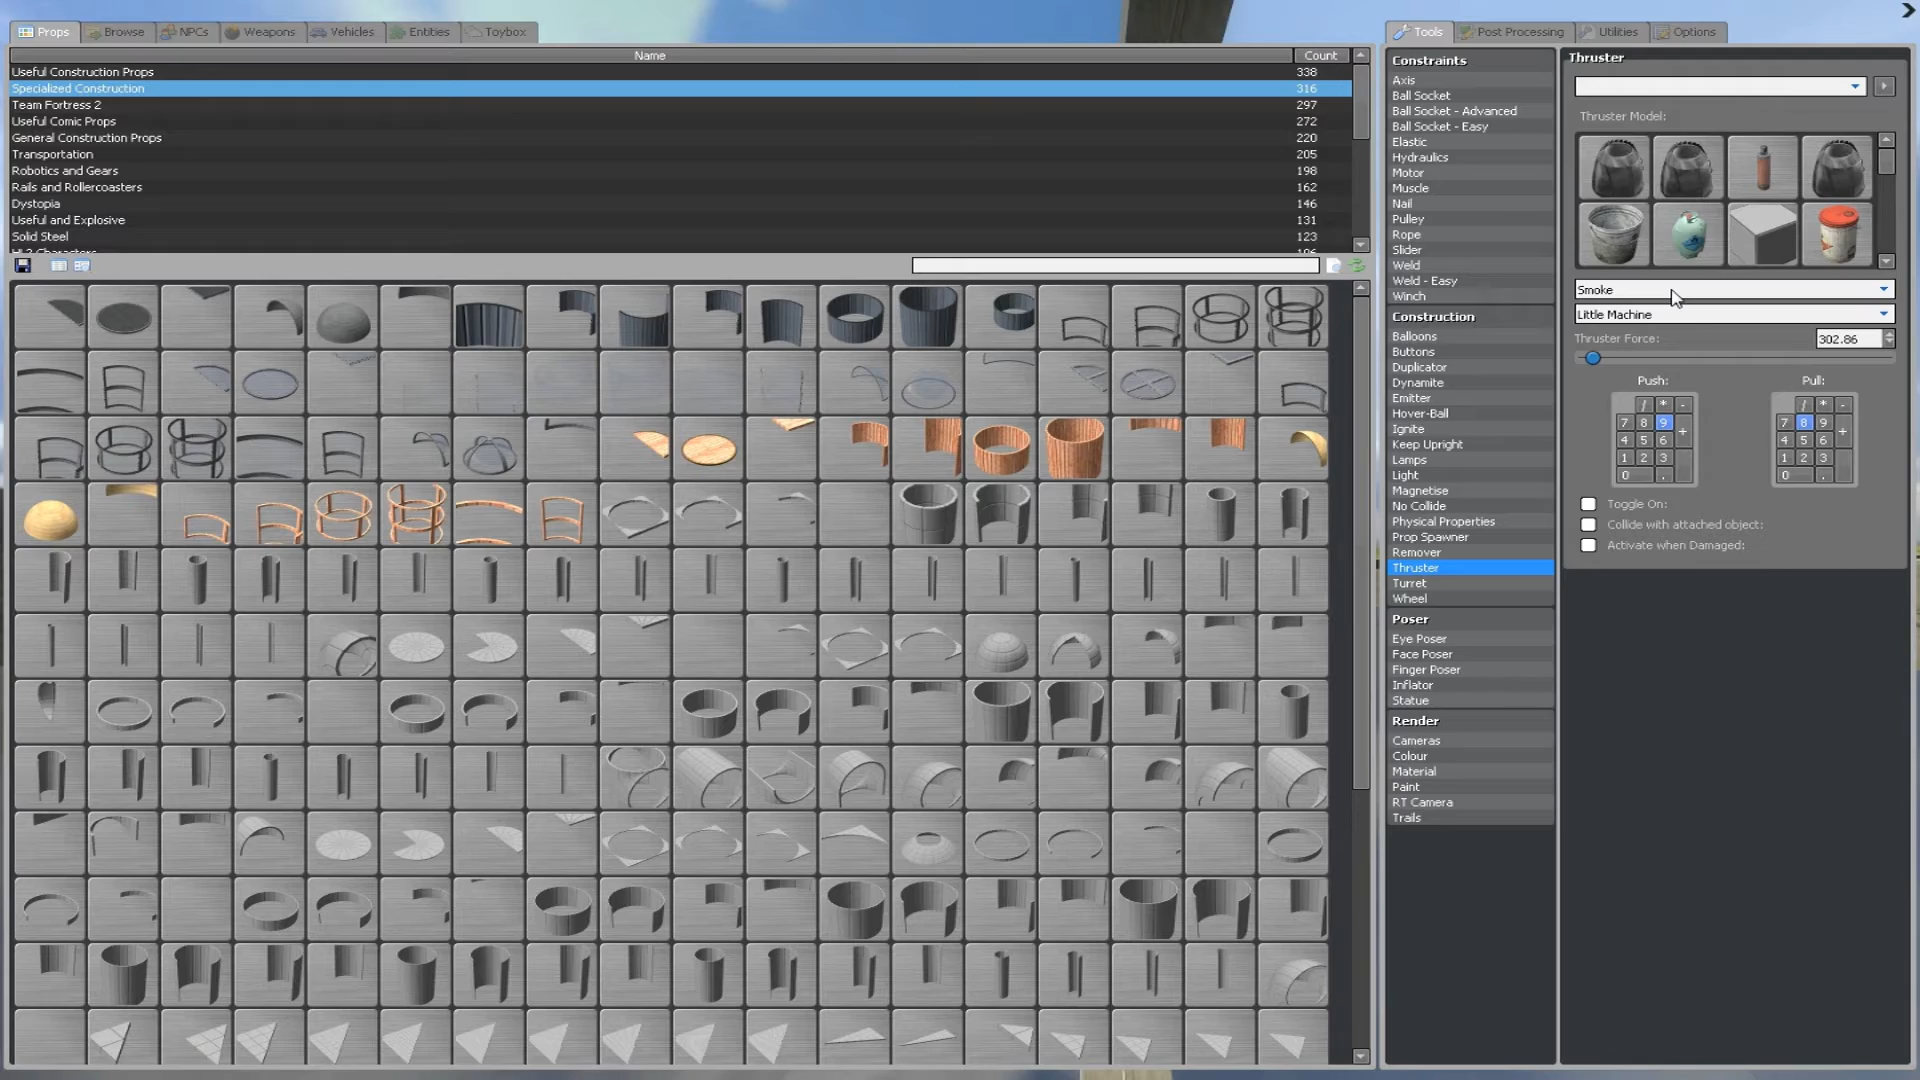 Props
Browse
NPCs
Weapons
Vehicles
Entities
Toybox
Name
Count
Useful Construction Props 338
Specialized Construction 316
Team Fortress 2 297
Useful Comic Props 272
General Construction Props 220
Transportation 205
Robotics and Gears 198
Rails and Rollercoasters 162
Dystopia 146
Useful and Explosive 131
Solid Steel 123
Tools
Post Processing
Utilities
Options
Constraints
Axis
Ball Socket
Ball Socket - Advanced
Ball Socket - Easy
Elastic
Hydraulics
Motor
Muscle
Nail
Pulley
Rope
Slider
Weld
Weld - Easy
Winch
Construction
Balloons
Buttons
Duplicator
Dynamite
Emitter
Hover-Ball
Ignite
Keep Upright
Lamps
Light
Magnetise
No Collide
Physical Properties
Prop Spawner
Remover
Thruster
Turret
Wheel
Poser
Eye Poser
Face Poser
Finger Poser
Inflator
Statue
Render
Cameras
Colour
Material
Paint
RT Camera
Trails
Thruster
Thruster Model:
Smoke
Little Machine
Thruster Force: 302.86
Push: Pull:
/ * - / * -
7 8 9 7 8 9
4 5 6 + 4 5 6 +
1 2 3 1 2 3
0 . 0 .
Toggle On:
Collide with attached object:
Activate when Damaged: